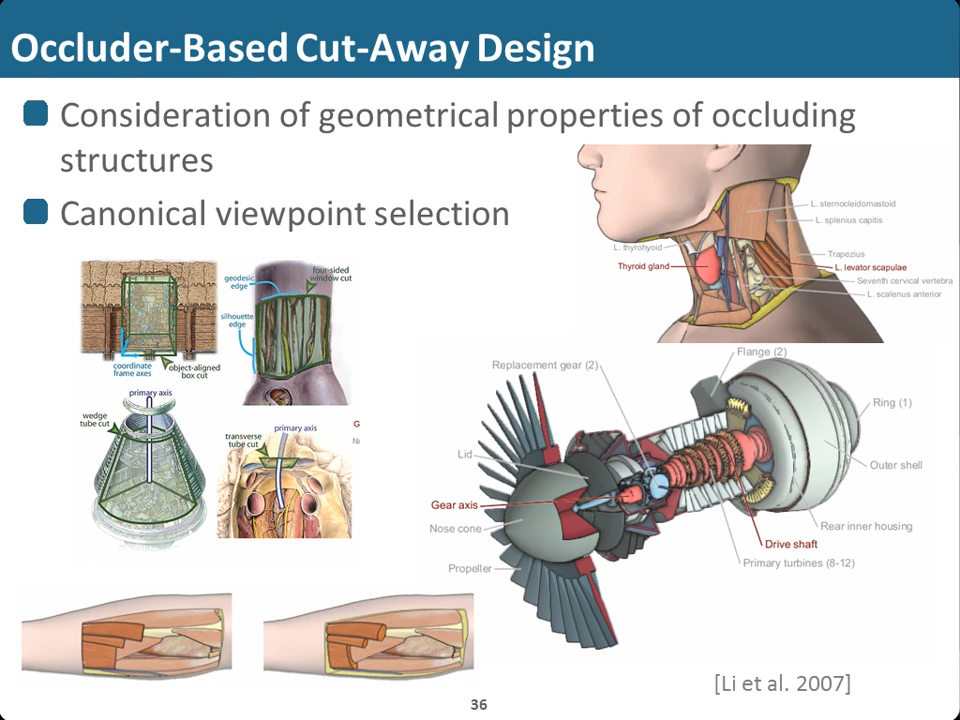 Occluder-Based Cut-Away Design
Consideration of geometrical properties of occluding
structures
Canonical viewpoint selection
L. sternocleidomastoid
L. splenius capitis
L. thyrohyoid
Trapezius
Thyroid gland
L. levator scapulae
Seventh cervical vertebra
L. scalenus anterior
geodesic
edge
four-sided
window cut
silhouette
edge
coordinate
frame axes
object-aligned
box cut
primary axis
wedge
tube cut
transverse
tube cut
primary axis
G
Flange (2)
Replacement gear (2)
Ring (1)
Lid
Outer shell
Gear axis
Nose cone
Rear inner housing
Drive shaft
Propeller
Primary turbines (8-12)
[Li et al. 2007]
36